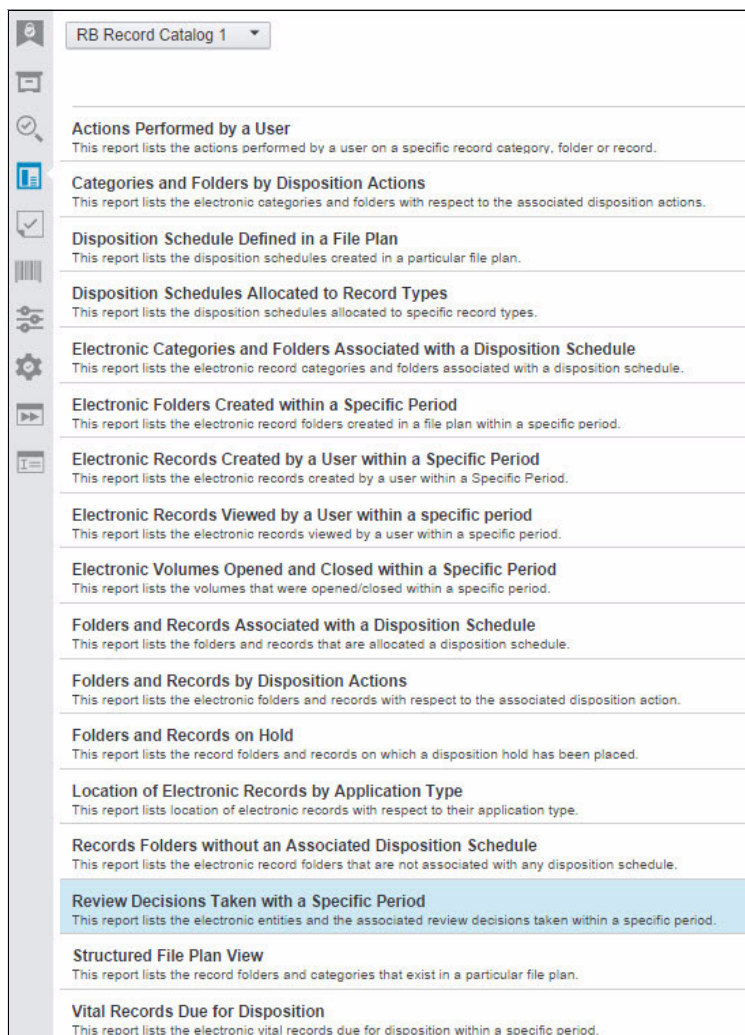 RB Record Catalog 1
Actions Performed by a User
This report lists the actions performed by a user on a specific record category, folder or record.
Categories and Folders by Disposition Actions
This report lists the electronic categories and folders with respect to the associated disposition actions.
Disposition Schedule Defined in a File Plan
This report lists the disposition schedules created in a particular file plan.
Disposition Schedules Allocated to Record Types
This report lists the disposition schedules allocated to specific record types.
Electronic Categories and Folders Associated with a Disposition Schedule
This report lists the electronic record categories and folders associated with a disposition schedule.
Electronic Folders Created within a Specific Period
This report lists the electronic record folders created in a file plan within a specific period.
Electronic Records Created by a User within a Specific Period
This report lists the electronic records created by a user within a Specific Period.
Electronic Records Viewed by a User within a specific period
This report lists the electronic records viewed by a user within a specific period.
Electronic Volumes Opened and Closed within a Specific Period
This report lists the volumes that were opened/closed within a specific period.
Folders and Records Associated with a Disposition Schedule
This report lists the folders and records that are allocated a disposition schedule.
Folders and Records by Disposition Actions
This report lists the electronic folders and records with respect to the associated disposition action.
Folders and Records on Hold
This report lists the record folders and records on which a disposition hold has been placed.
Location of Electronic Records by Application Type
This report lists location of electronic records with respect to their application type.
Records Folders without an Associated Disposition Schedule
This report lists the electronic record folders that are not associated with any disposition schedule.
Review Decisions Taken with a Specific Period
This report lists the electronic entities and the associated review decisions taken within a specific period.
Structured File Plan View
This report lists the record folders and categories that exist in a particular file plan.
Vital Records Due for Disposition
This report lists the electronic vital records due for disposition within a specific period.